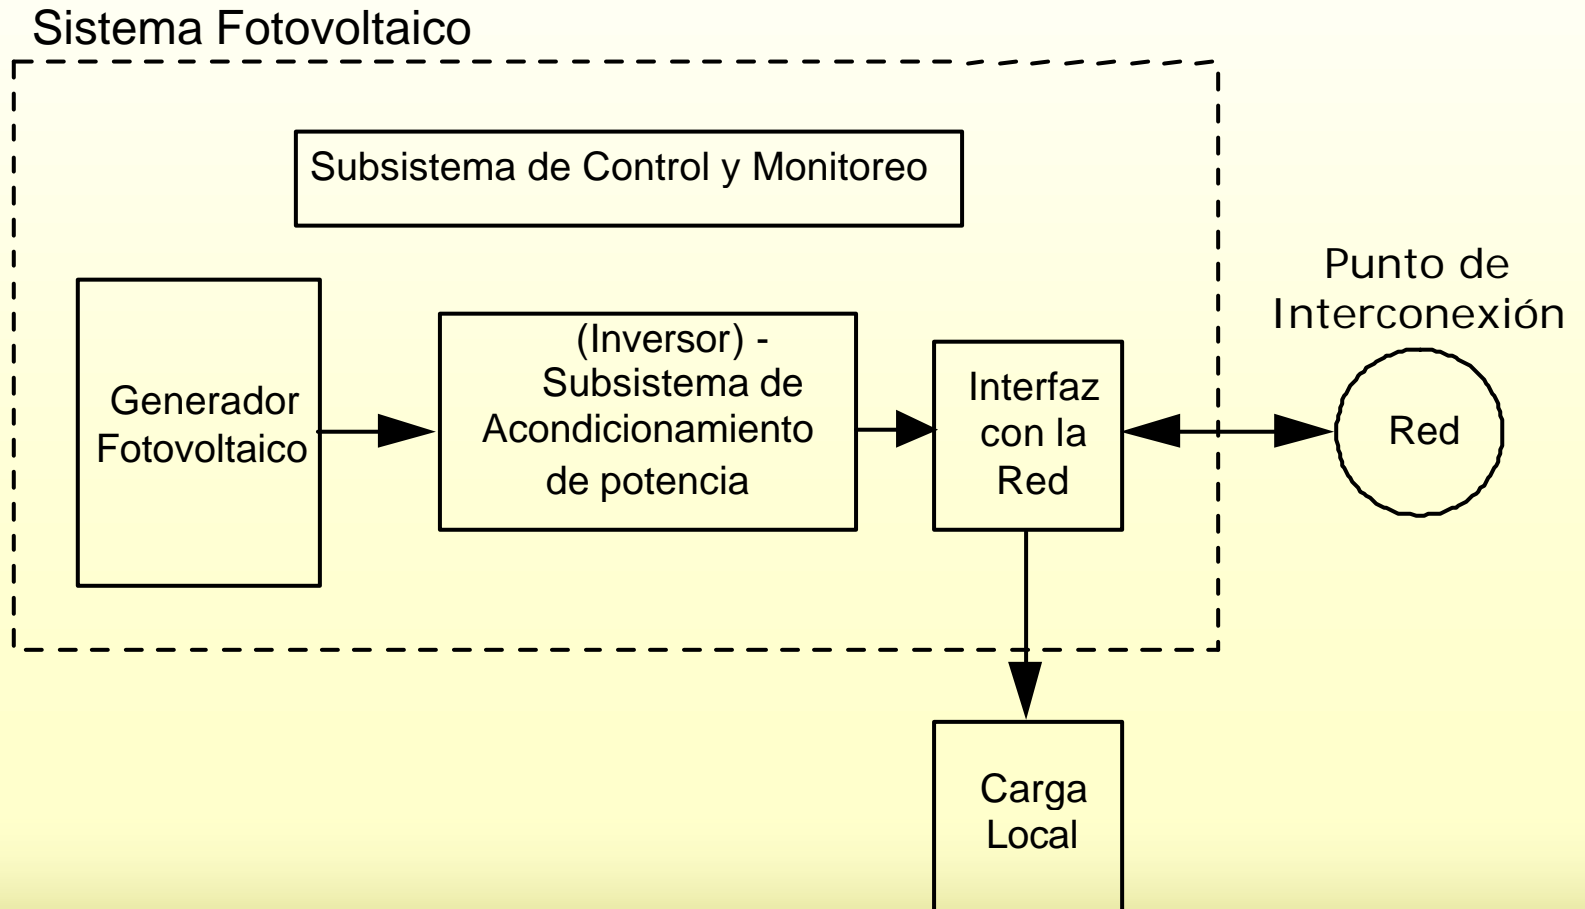 Sistema Fotovoltaico
Subsistema de Control y Monitoreo
Generador
Fotovoltaico
(Inversor) -
Subsistema de
Acondicionamiento
de potencia
Interfaz
con la
Red
Punto de
Interconexión
Red
Carga
Local